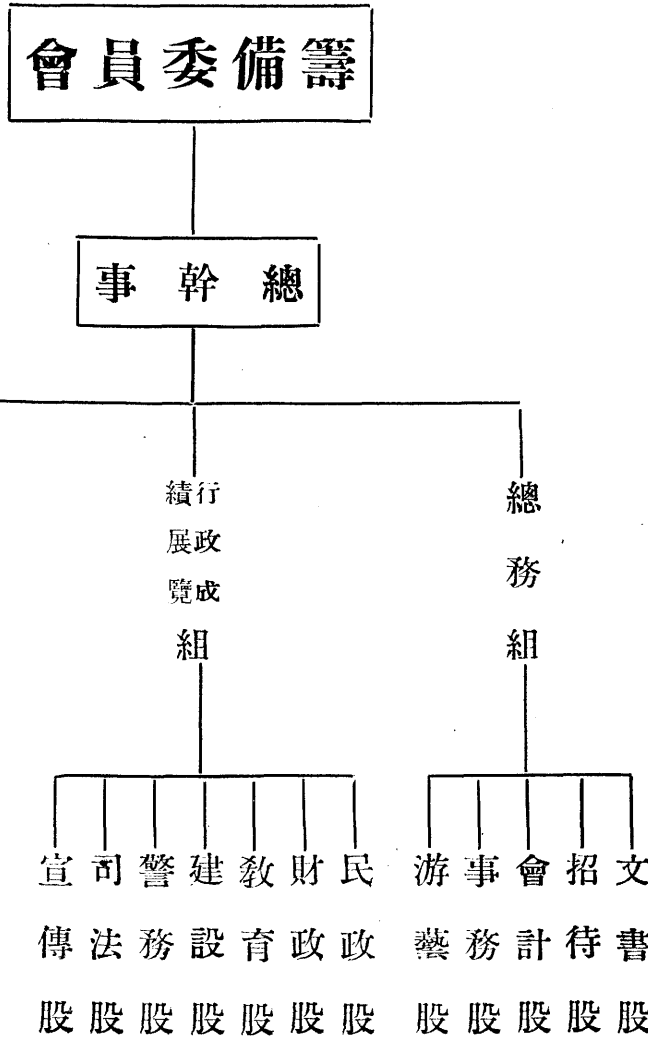 籌備委員會
總幹事
總務組
行政成績展覽組
文書股
招待股
會計股
事務股
游藝股
民政股
財政股
教育股
建設股
警務股
司法股
宣傳股